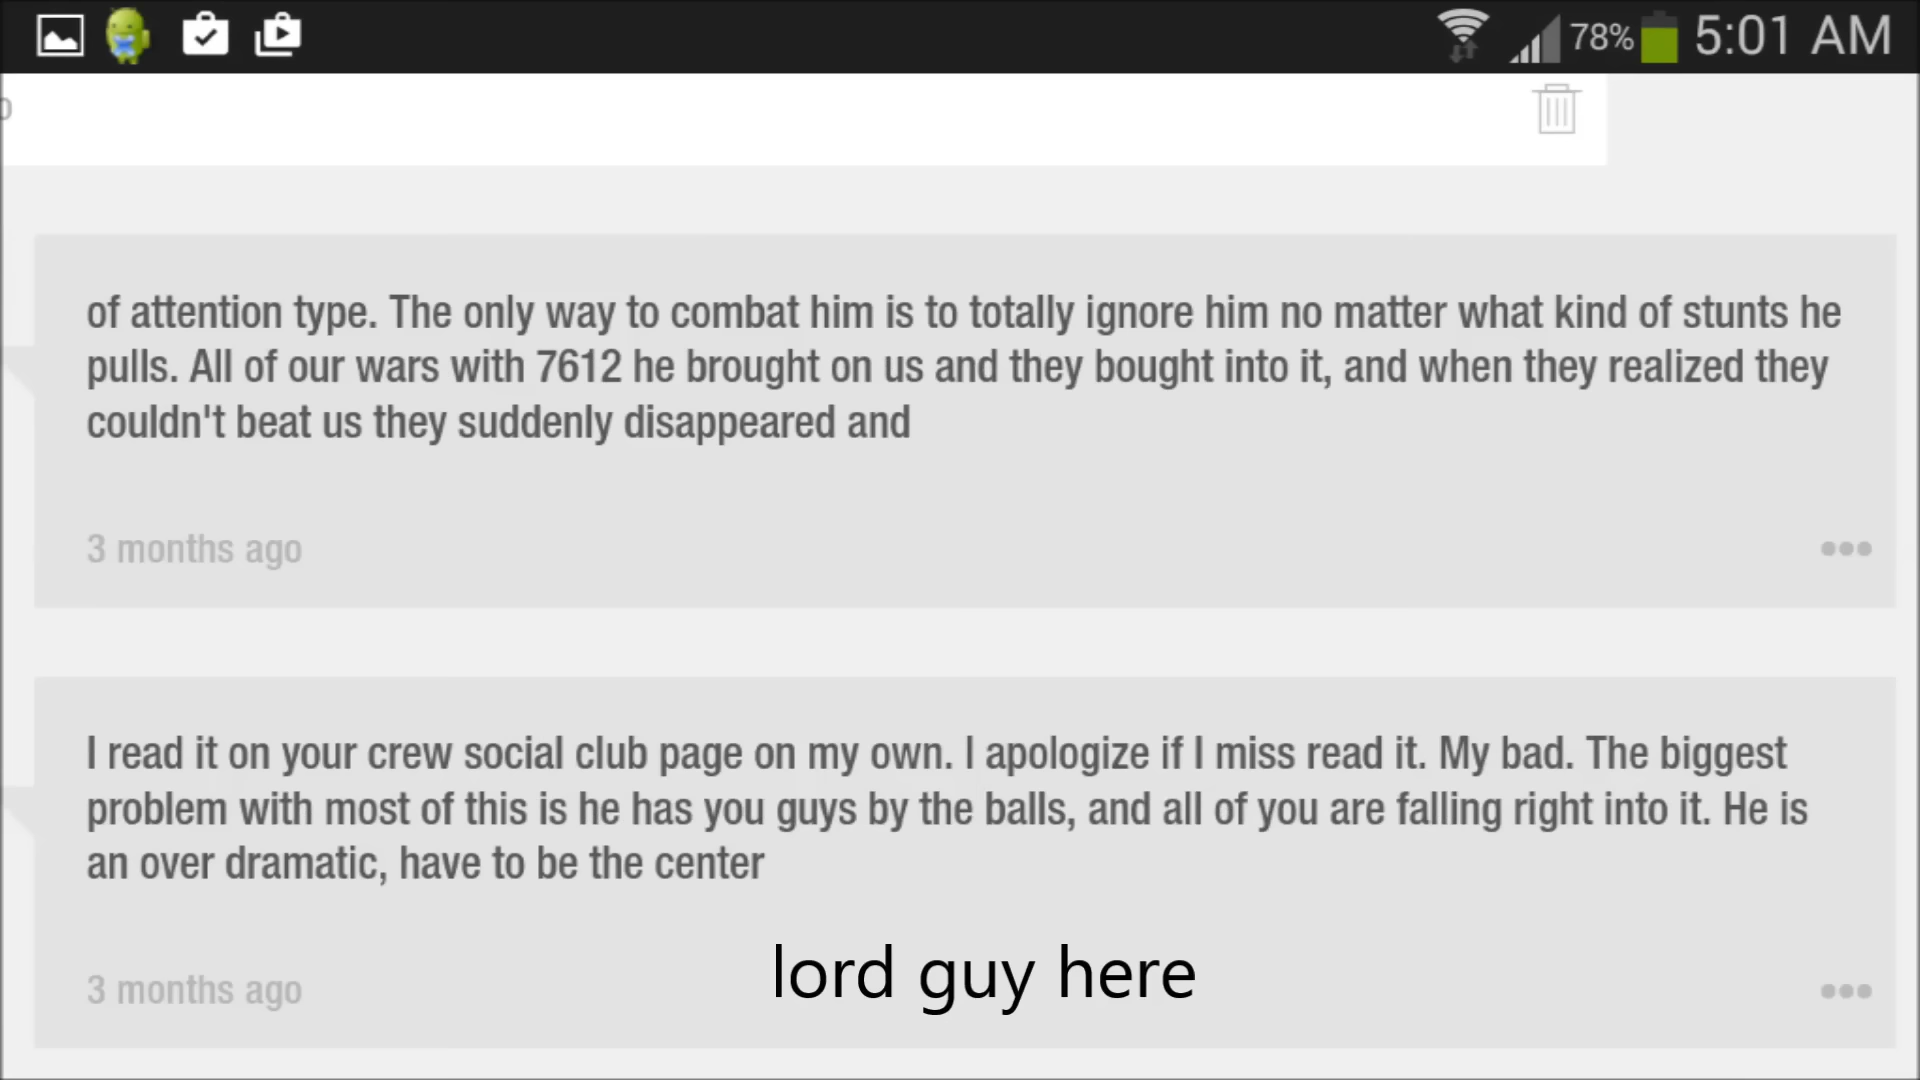 78% 5:01 AM
of attention type. The only way to combat him is to totally ignore him no matter what kind of stunts he
pulls. All of our wars with 7612 he brought on us and they bought into it, and when they realized they
couldn't beat us they suddenly disappeared and
3 months ago
I read it on your crew social club page on my own. I apologize if I miss read it. My bad. The biggest
problem with most of this is he has you guys by the balls, and all of you are falling right into it. He is
an over dramatic, have to be the center
lord guy here
3 months ago